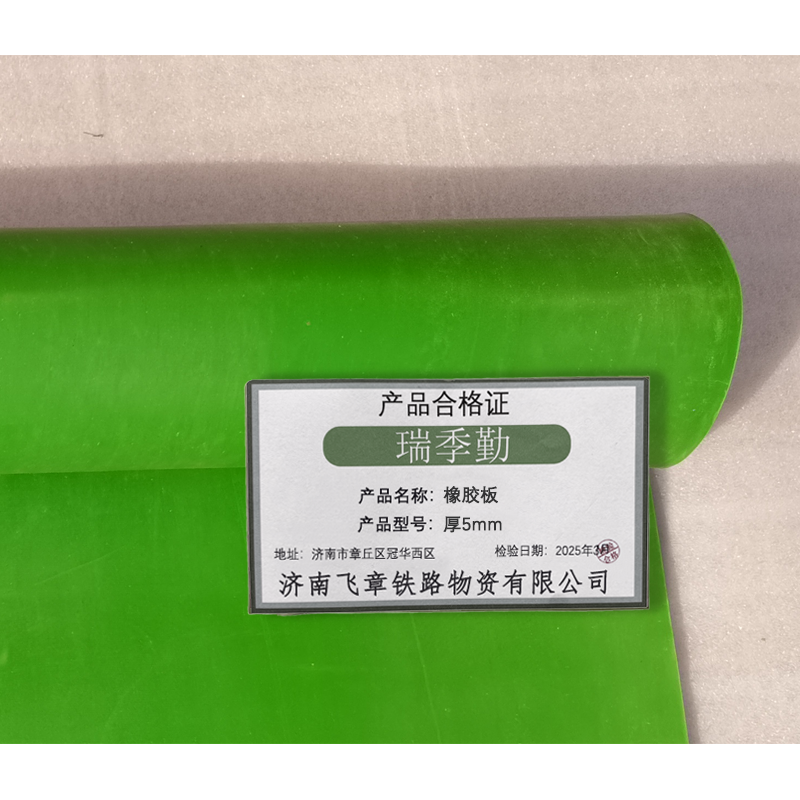 产品合格证
瑞季勤
产品名称：橡胶板
产品型号：厚5mm
地址：济南市章丘区冠华西区 检验日期：2025年3月
济南飞章铁路物资有限公司